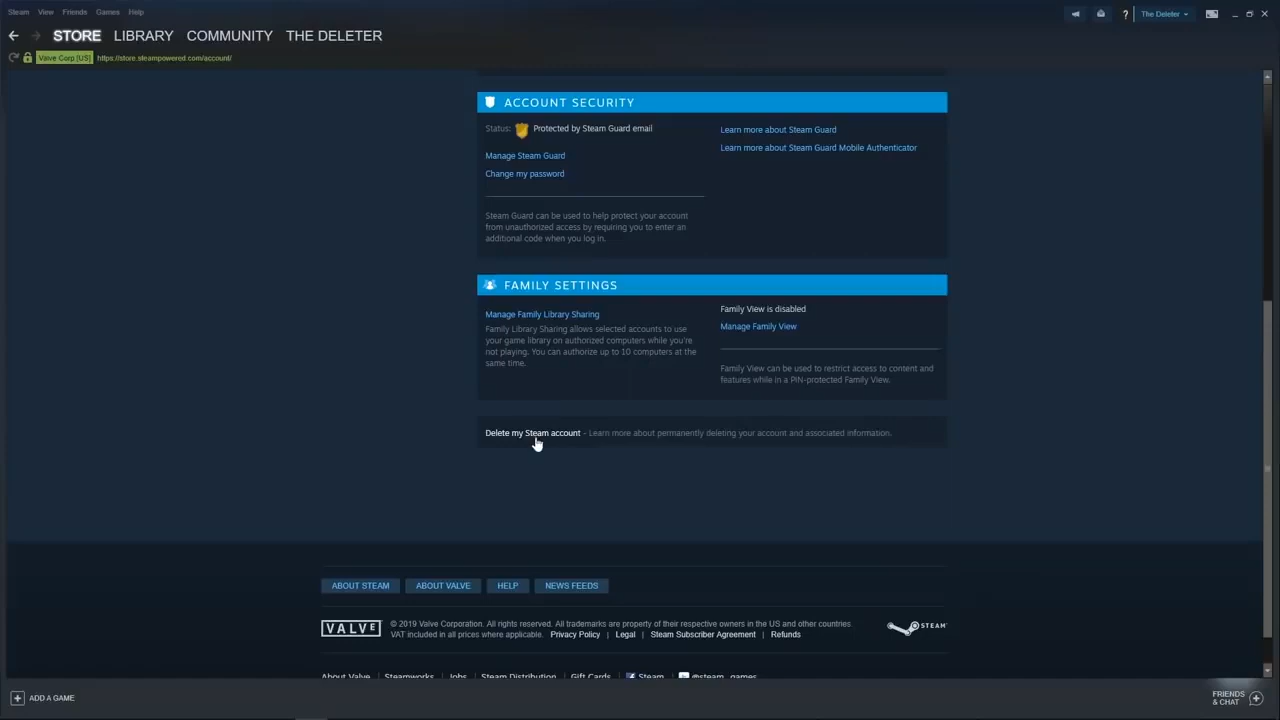 Steam View Friends Games Help
? The Deleter
STORE LIBRARY COMMUNITY THE DELETER
Valve Corp [US] https://store.steampowered.com/account/
ACCOUNT SECURITY
Status: Protected by Steam Guard email
Manage Steam Guard
Change my password
Steam Guard can be used to help protect your account
from unauthorized access by requiring you to enter an
additional code when you log in.
Learn more about Steam Guard
Learn more about Steam Guard Mobile Authenticator
FAMILY SETTINGS
Manage Family Library Sharing
Family Library Sharing allows selected accounts to use
your game library on authorized computers while you're
not playing. You can authorize up to 10 computers at the
same time.
Family View is disabled
Manage Family View
Family View can be used to restrict access to content and
features while in a PIN-protected Family View.
Delete my Steam account - Learn more about permanently deleting your account and associated information.
ABOUT STEAM ABOUT VALVE HELP NEWS FEEDS
VALVE
© 2019 Valve Corporation. All rights reserved. All trademarks are property of their respective owners in the US and other countries
VAT included in all prices where applicable. Privacy Policy | Legal | Steam Subscriber Agreement | Refunds
STEAM
About Valve | Steamworks | Jobs | Steam Distribution | Gift Cards | Steam | @steam_games
ADD A GAME
FRIENDS
& CHAT